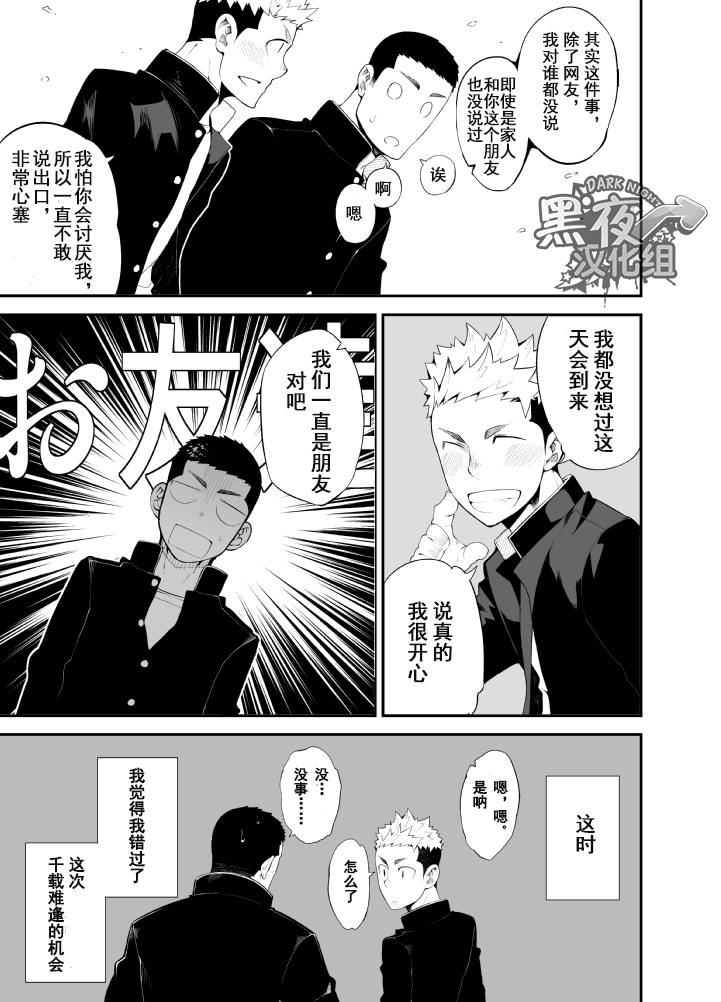 其实这件事，
除了网友，
我对谁都没说
即使是家人
和你这个朋友
也没说过
诶
啊
嗯
我怕你会讨厌我，
所以一直不敢
说出口，
非常心塞
DARK NIGHT
黑夜
汉化组
我都没想过这
天会到来
说真的
我很开心
我们一直是朋友
对吧
お友達
这时
嗯，嗯。
是呐
怎么了
没…
没事……
我觉得我错过了
这次
千载难逢的机会